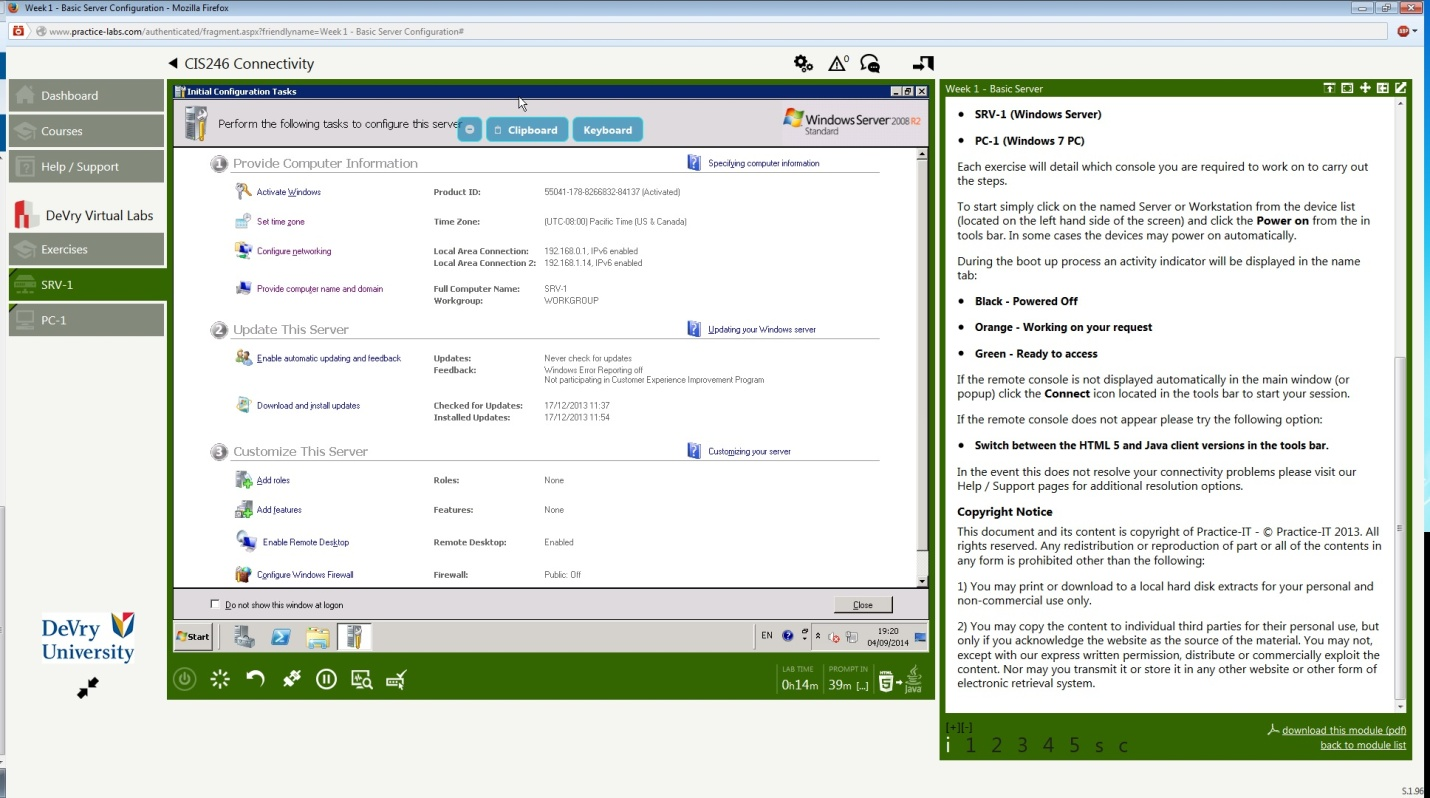 Week 1 - Basic Server Configuration - Mozilla Firefox
www.practice-labs.com/authenticated/fragment.aspx?friendlyname=Week 1 - Basic Server Configuration#
ABP
CIS246 Connectivity
0
Dashboard
Courses
Help / Support
DeVry Virtual Labs
Exercises
SRV-1
PC-1
DeVry
University
Initial Configuration Tasks
Perform the following tasks to configure this server
Clipboard
Keyboard
Windows Server 2008 R2
Standard
1 Provide Computer Information
Specifying computer information
Activate Windows
Product ID: 55041-178-8266832-84137 (Activated)
Set time zone
Time Zone: (UTC-08:00) Pacific Time (US & Canada)
Configure networking
Local Area Connection: 192.168.0.1, IPv6 enabled
Local Area Connection 2: 192.168.1.14, IPv6 enabled
Provide computer name and domain
Full Computer Name: SRV-1
Workgroup: WORKGROUP
2 Update This Server
Updating your Windows server
Enable automatic updating and feedback
Updates: Never check for updates
Feedback: Windows Error Reporting off
Not participating in Customer Experience Improvement Program
Download and install updates
Checked for Updates: 17/12/2013 11:37
Installed Updates: 17/12/2013 11:54
3 Customize This Server
Customizing your server
Add roles
Roles: None
Add features
Features: None
Enable Remote Desktop
Remote Desktop: Enabled
Configure Windows Firewall
Firewall: Public: Off
Do not show this window at logon
Close
Start
EN
19:20
04/09/2014
LAB TIME
0h14m
PROMPT IN
39m [...]
HTML
5
java
Week 1 - Basic Server
• SRV-1 (Windows Server)
• PC-1 (Windows 7 PC)
Each exercise will detail which console you are required to work on to carry out
the steps.
To start simply click on the named Server or Workstation from the device list
(located on the left hand side of the screen) and click the Power on from the in
tools bar. In some cases the devices may power on automatically.
During the boot up process an activity indicator will be displayed in the name
tab:
• Black - Powered Off
• Orange - Working on your request
• Green - Ready to access
If the remote console is not displayed automatically in the main window (or
popup) click the Connect icon located in the tools bar to start your session.
If the remote console does not appear please try the following option:
• Switch between the HTML 5 and Java client versions in the tools bar.
In the event this does not resolve your connectivity problems please visit our
Help / Support pages for additional resolution options.
Copyright Notice
This document and its content is copyright of Practice-IT - © Practice-IT 2013. All
rights reserved. Any redistribution or reproduction of part or all of the contents in
any form is prohibited other than the following:
1) You may print or download to a local hard disk extracts for your personal and
non-commercial use only.
2) You may copy the content to individual third parties for their personal use, but
only if you acknowledge the website as the source of the material. You may not,
except with our express written permission, distribute or commercially exploit the
content. Nor may you transmit it or store it in any other website or other form of
electronic retrieval system.
[+][-]
i 1 2 3 4 5 s c
download this module (pdf)
back to module list
S.1.96